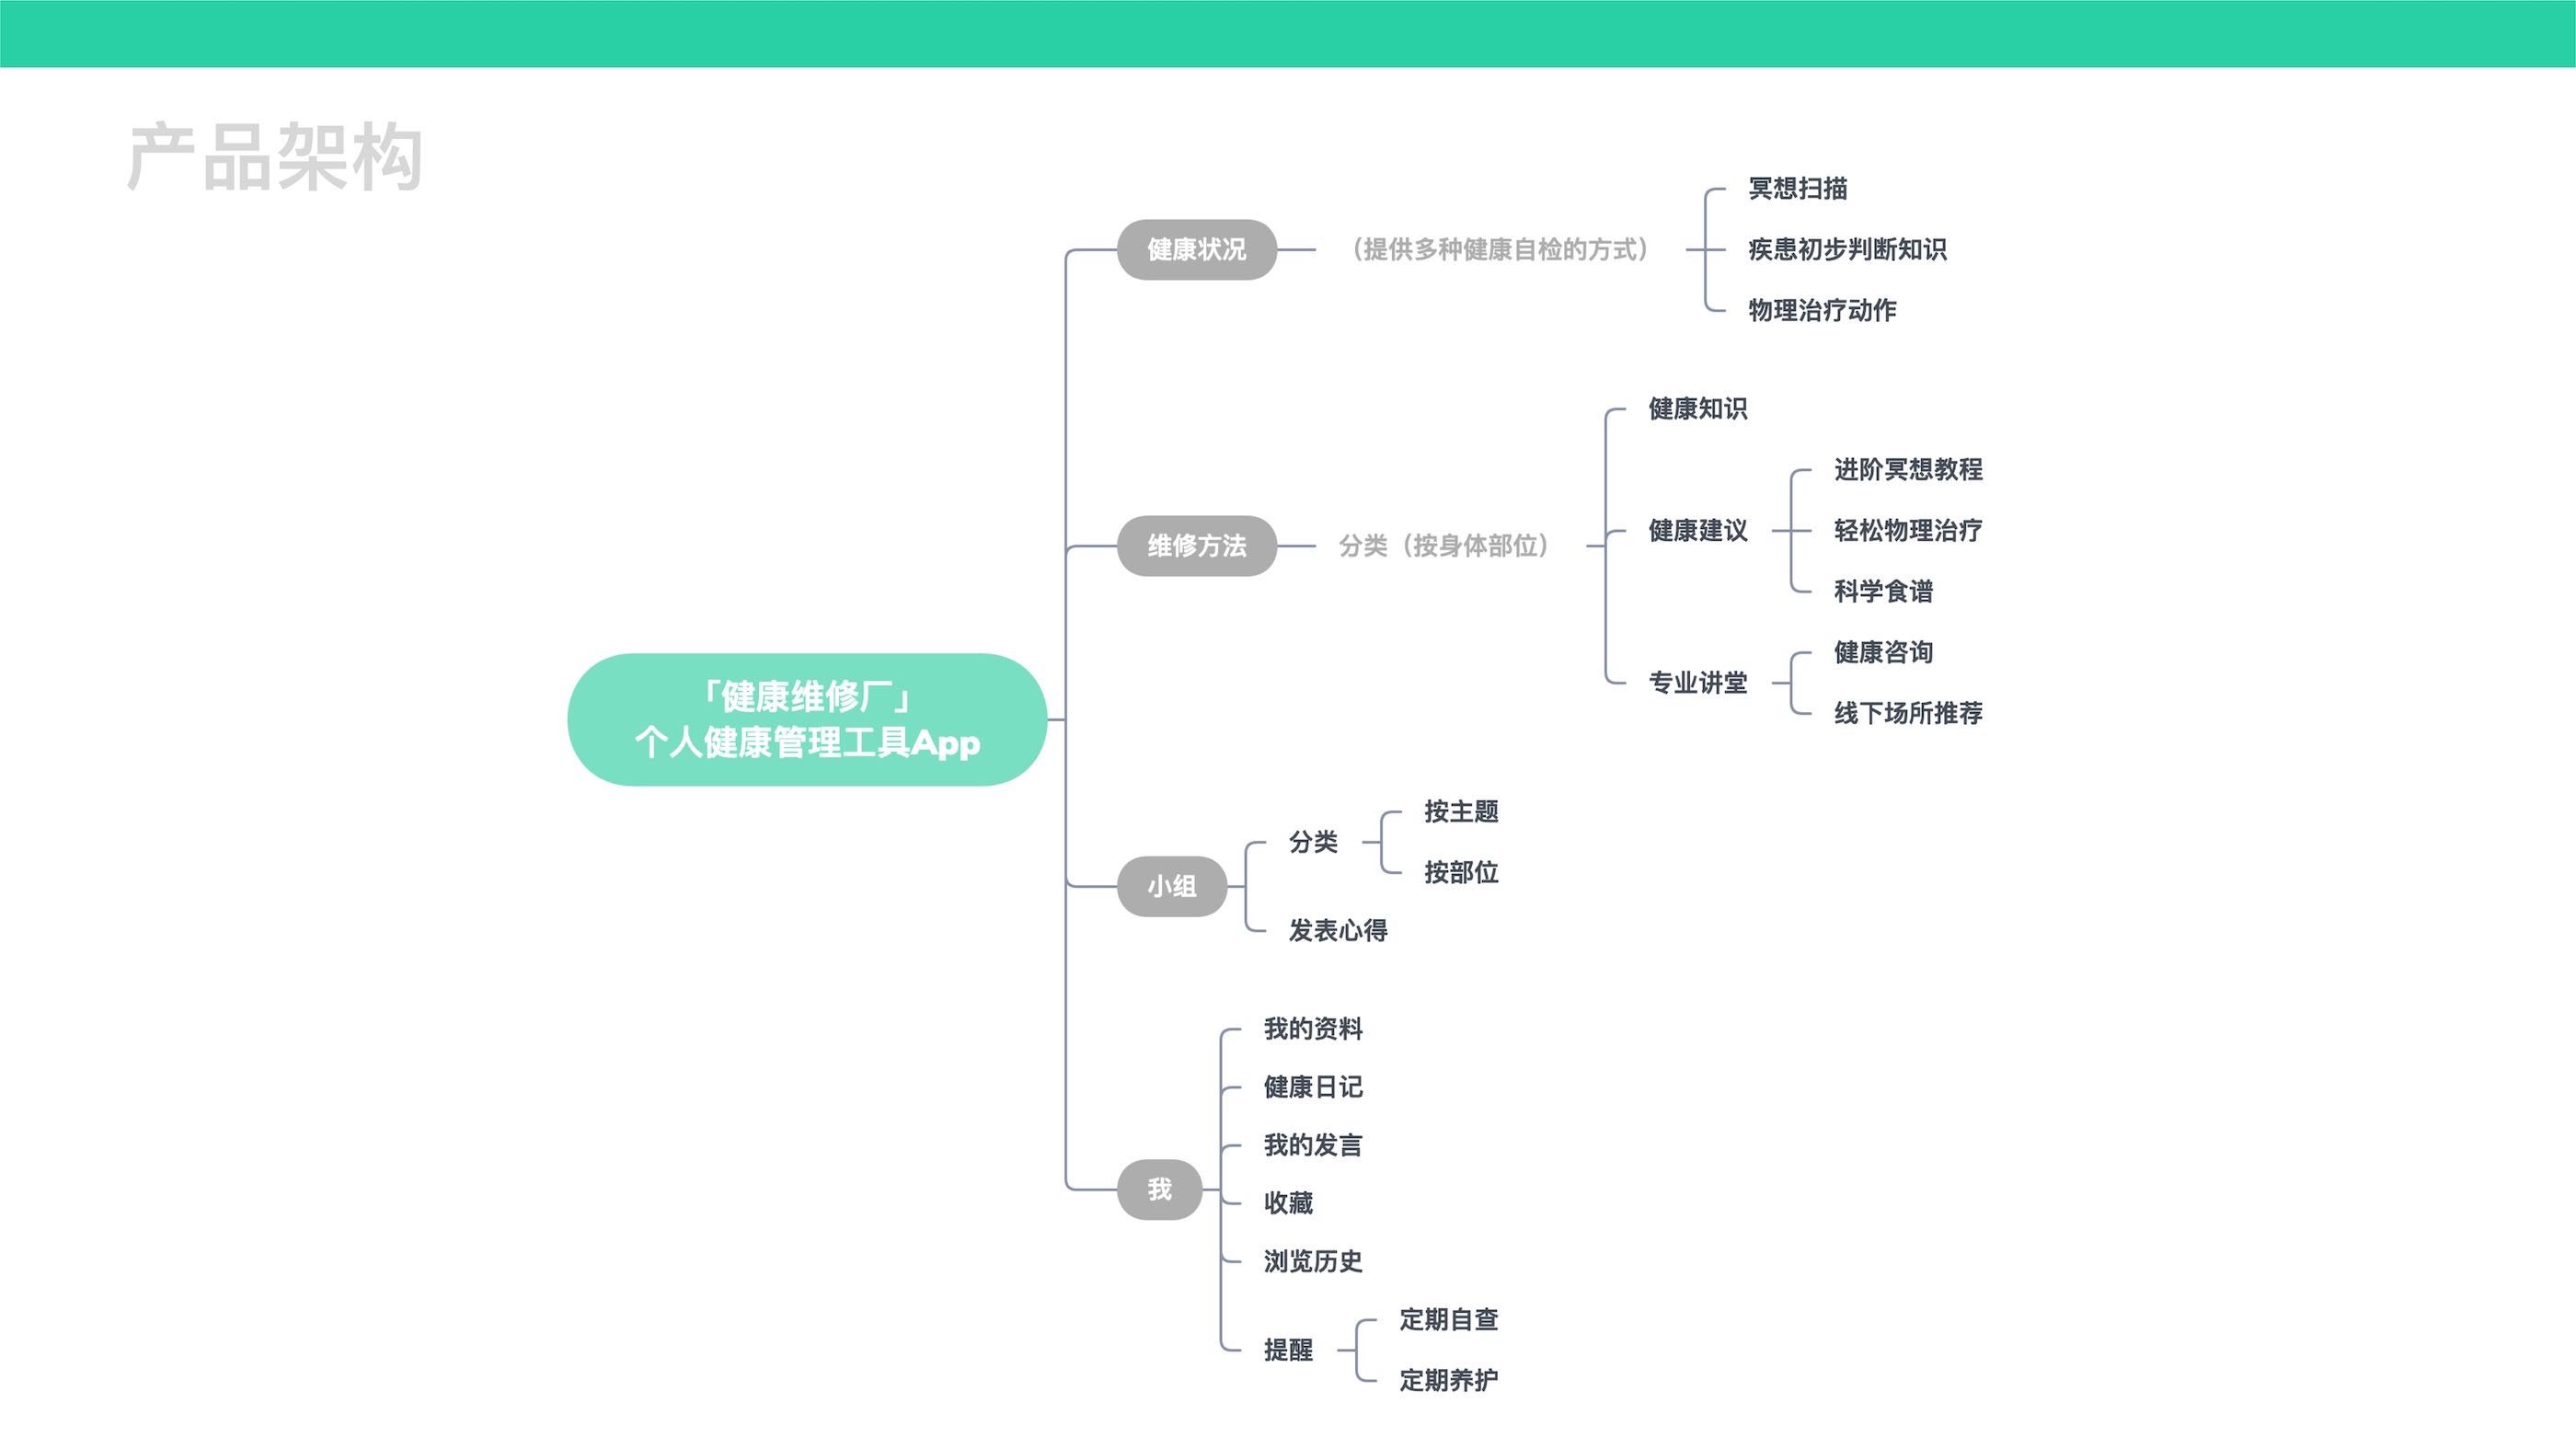 产品架构
「健康维修厂」
个人健康管理工具App
健康状况
（提供多种健康自检的方式）
冥想扫描
疾患初步判断知识
物理治疗动作
维修方法
分类（按身体部位）
健康知识
健康建议
进阶冥想教程
轻松物理治疗
科学食谱
专业讲堂
健康咨询
线下场所推荐
小组
分类
按主题
按部位
发表心得
我
我的资料
健康日记
我的发言
收藏
浏览历史
提醒
定期自查
定期养护